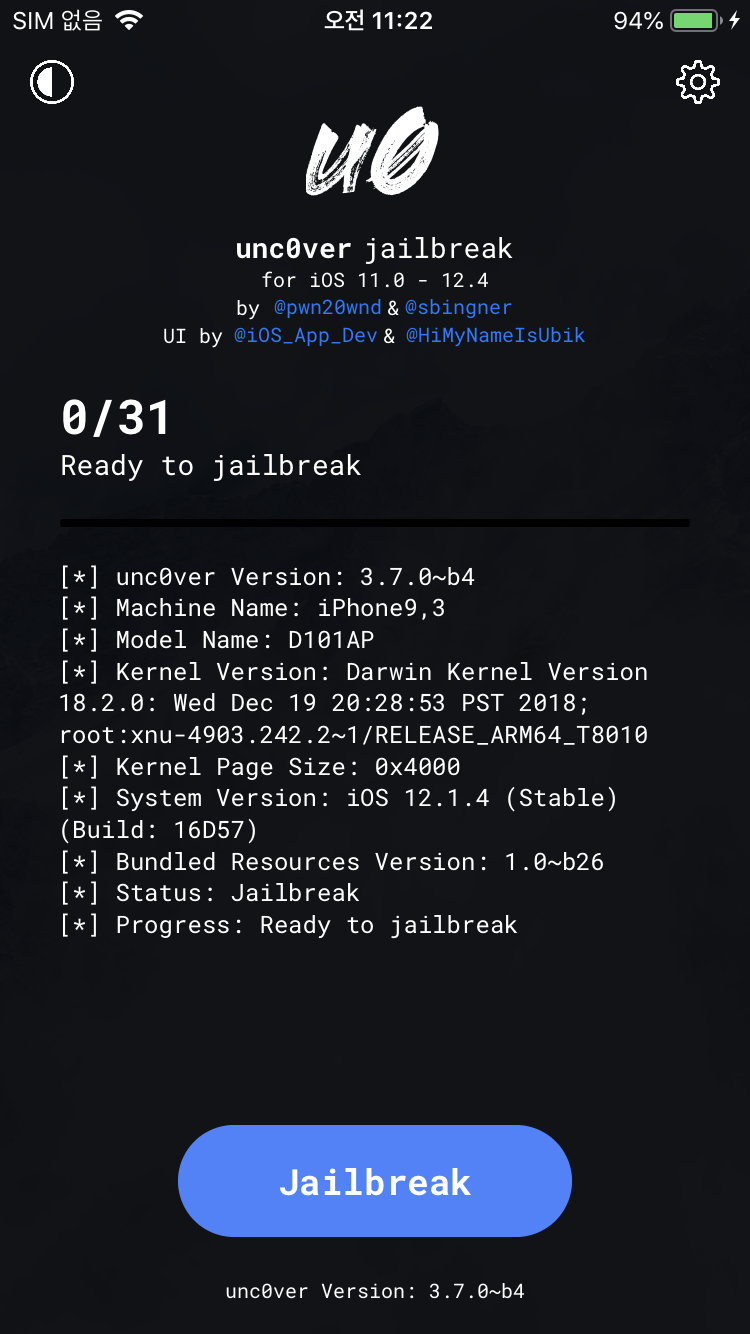 SIM 없음 오전 11:22 94%
u0
unc0ver jailbreak
for iOS 11.0 - 12.4
by @pwn20wnd & @sbingner
UI by @iOS_App_Dev & @HiMyNameIsUbik
0/31
Ready to jailbreak
[*] unc0ver Version: 3.7.0~b4
[*] Machine Name: iPhone9,3
[*] Model Name: D101AP
[*] Kernel Version: Darwin Kernel Version
18.2.0: Wed Dec 19 20:28:53 PST 2018;
root:xnu-4903.242.2~1/RELEASE_ARM64_T8010
[*] Kernel Page Size: 0x4000
[*] System Version: iOS 12.1.4 (Stable)
(Build: 16D57)
[*] Bundled Resources Version: 1.0~b26
[*] Status: Jailbreak
[*] Progress: Ready to jailbreak
Jailbreak
unc0ver Version: 3.7.0~b4